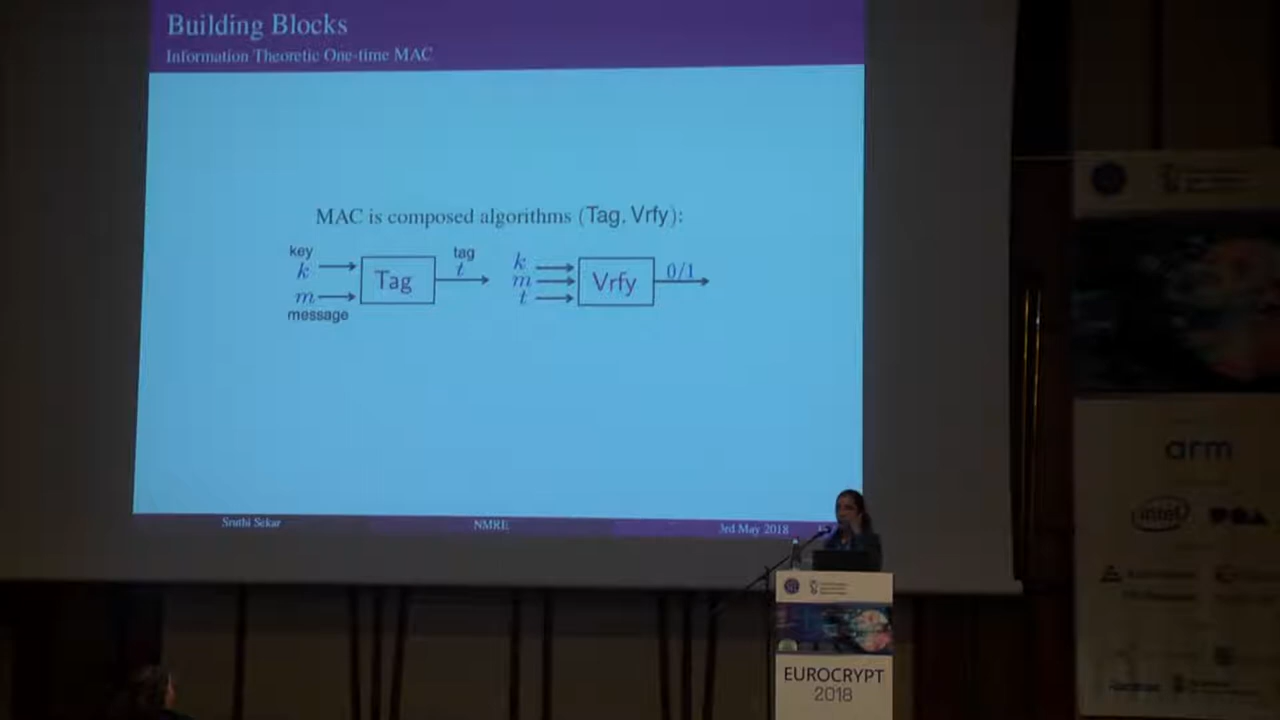 Building Blocks
Information Theoretic One-time MAC
MAC is composed algorithms (Tag, Vrfy):
key
k
m
message
Tag
tag
t
k
m
t
Vrfy
0/1
Sruthi Sekar
NMRE
3rd May 2018
EUROCRYPT
2018
arm
intel